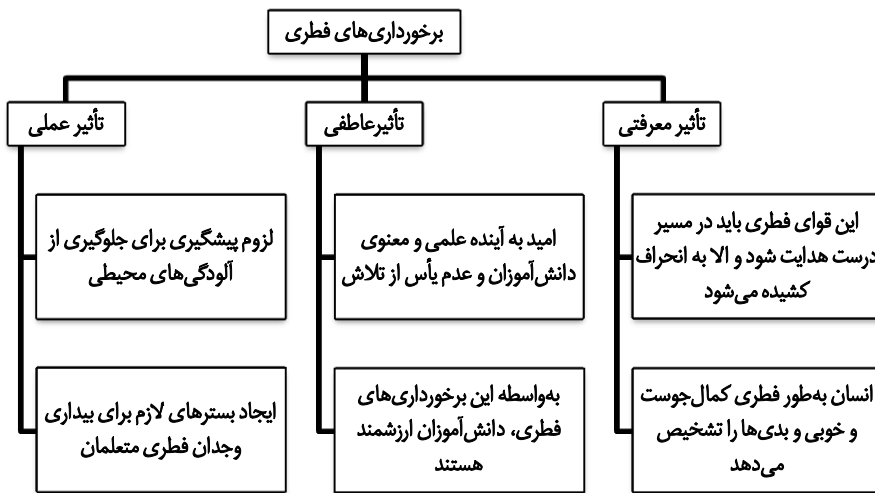 برخورداری‌های فطری
تأثیر معرفتی
تأثیرعاطفی
تأثیر عملی
این قوای فطری باید در مسیر
درست هدایت شود و الا به انحراف
کشیده می‌شود
امید به آینده علمی و معنوی
دانش‌آموزان و عدم یأس از تلاش
لزوم پیشگیری برای جلوگیری از
آلودگی‌های محیطی
انسان به‌طور فطری کمال‌جوست
و خوبی و بدی‌ها را تشخیص
می‌دهد
به‌واسطه این برخورداری‌های
فطری، دانش‌آموزان ارزشمند
هستند
ایجاد بسترهای لازم برای بیداری
وجدان فطری متعلمان